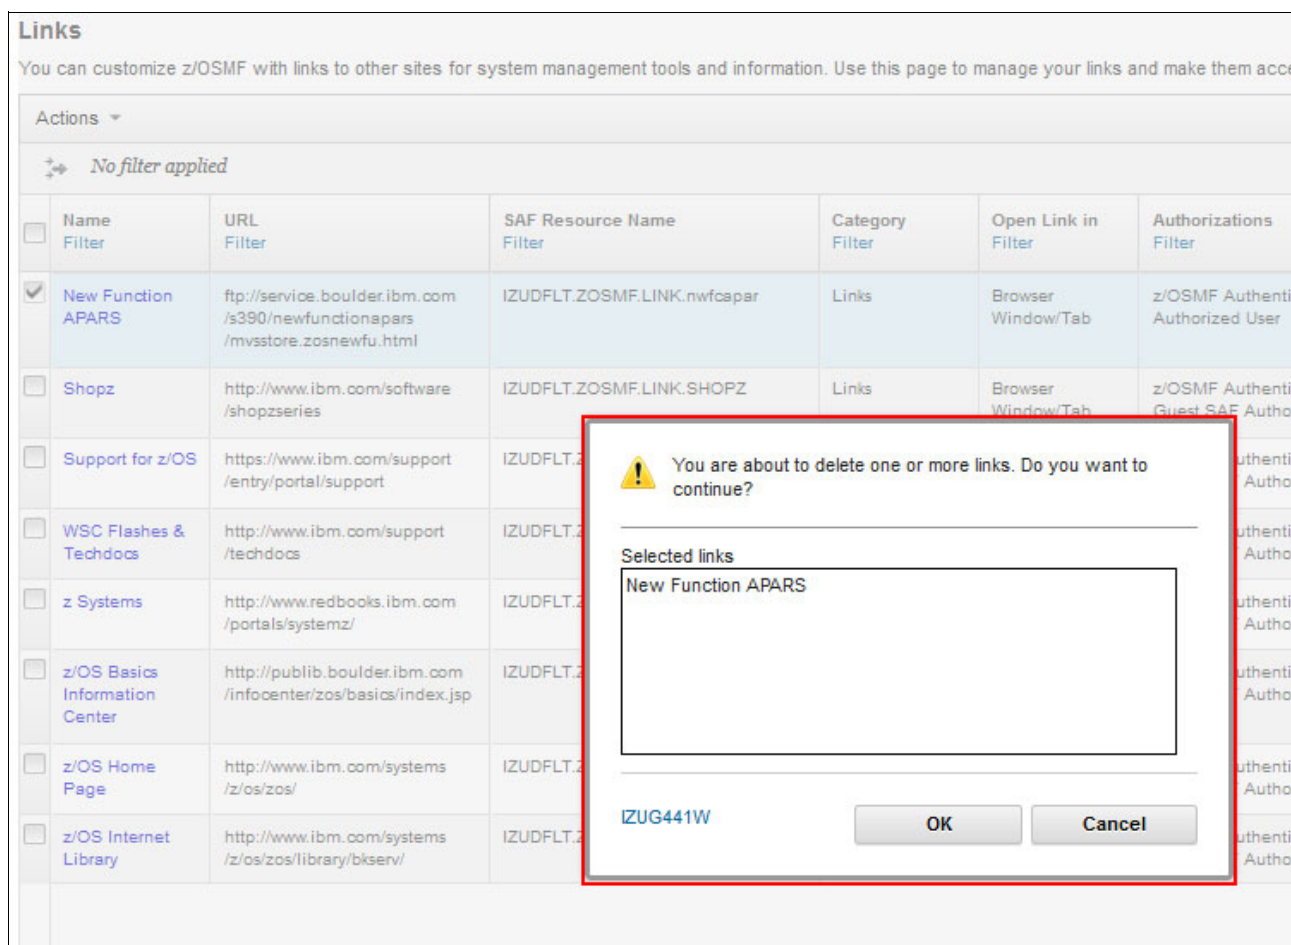 Links
You can customize z/OSMF with links to other sites for system management tools and information. Use this page to manage your links and make them
Actions
No filter applied
Name URL SAF Resource Name Category Open Link in Authorizations
Filter Filter Filter Filter Filter Filter
New Function ftp://service.boulder.ibm.com IZUDFLT.ZOSMF.LINK.nwfcapar Links Browser z/OSMF
APARS /s390/newfunctionapars Window/Tab Authorized User
/mvsstore.zosnewfu.html
Shopz http://www.ibm.com/software IZUDFLT.ZOSMF.LINK.SHOPZ Links Browser z/OSMF
/shopzseries Window/Tab Guest SAF
Support for z/OS https://www.ibm.com/support
/entry/portal/support
WSC Flashes & http://www.ibm.com/support
Techdocs /techdocs
z Systems http://www.redbooks.ibm.com
/portals/systemz/
z/OS Basics http://publib.boulder.ibm.com
Information /infocenter/zos/basics/index.jsp
Center
z/OS Home http://www.ibm.com/systems
Page /z/os/zos/
z/OS Internet http://www.ibm.com/systems
Library /z/os/zos/library/bkserv/
You are about to delete one or more links. Do you want to
continue?
Selected links
New Function APARS
IZUG441W OK Cancel